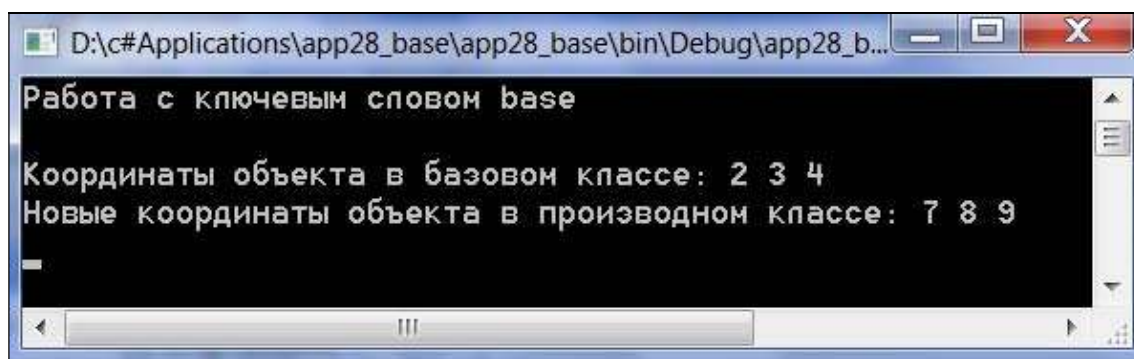 D:\c#Applications\app28_base\app28_base\bin\Debug\app28_b...
Работа с ключевым словом base
Координаты объекта в базовом классе: 2 3 4
Новые координаты объекта в производном классе: 7 8 9